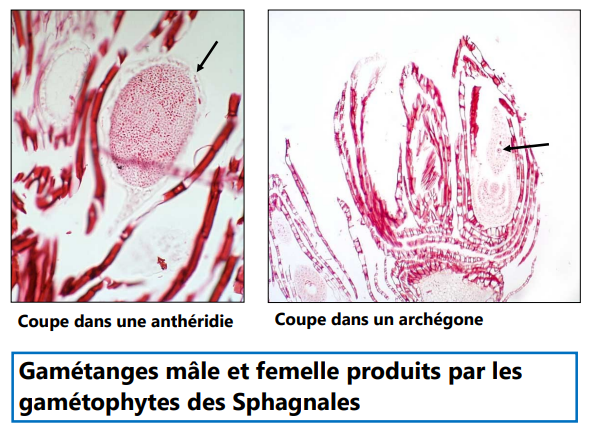 Coupe dans une anthéridie
Coupe dans un archégone
Gamétanges mâle et femelle produits par les
gamétophytes des Sphagnales